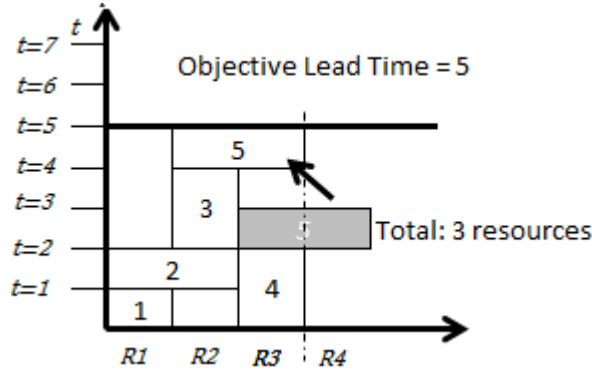 t
t=7
Objective Lead Time = 5
t=6
t=5
5
t=4
3
t=3
5
Total: 3 resources
t=2
2
4
t=1
1
R1 R2 R3 R4